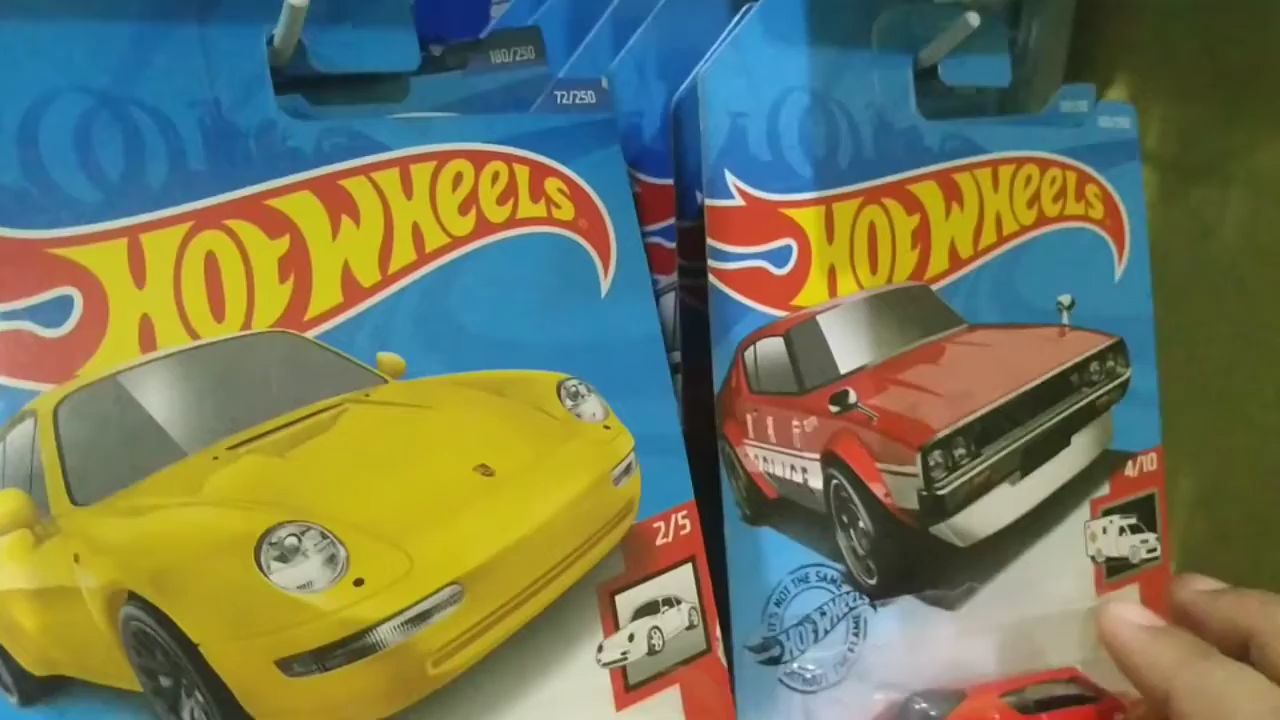 180/250
72/250
HOT WHEELS
2/5
HOT WHEELS
POLICE
4/10
IT'S NOT THE SAME
HOT WHEELS
WITHOUT THE FLAME